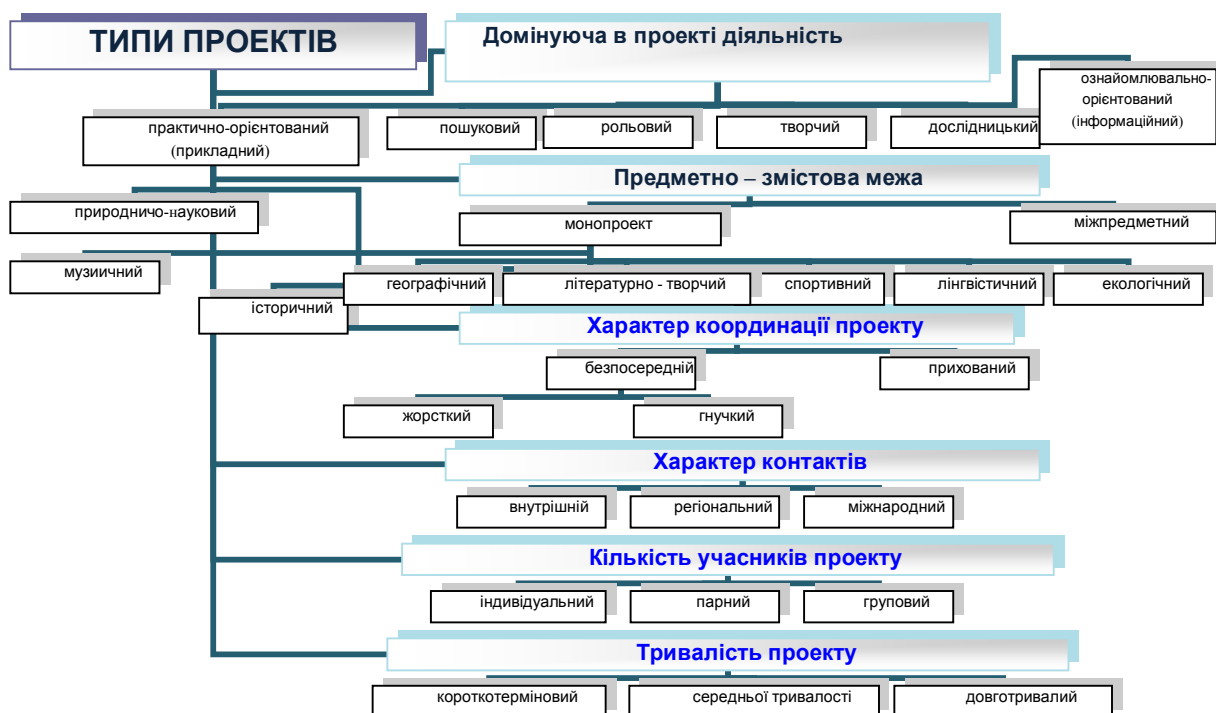 ТИПИ ПРОЕКТІВ
Домінуюча в проекті діяльність
ознайомлювально-
орієнтований
(інформаційний)
практично-орієнтований
(прикладний)
пошуковий
рольовий
творчий
дослідницький
Предметно – змістова межа
природничо-науковий
монопроект
міжпредметний
музиичний
географічний
літературно - творчий
спортивний
лінгвістичний
екологічний
історичний
Характер координації проекту
безпосередній
прихований
жорсткий
гнучкий
Характер контактів
внутрішній
регіональний
міжнародний
Кількість учасників проекту
індивідуальний
парний
груповий
Тривалість проекту
короткотерміновий
середньої тривалості
довготривалий